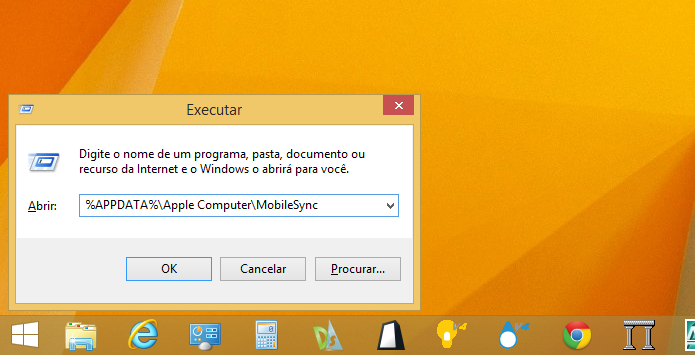 Executar
Digite o nome de um programa, pasta, documento ou
recurso da Internet e o Windows o abrirá para você.
Abrir: %APPDATA%\Apple Computer\MobileSync
OK Cancelar Procurar...